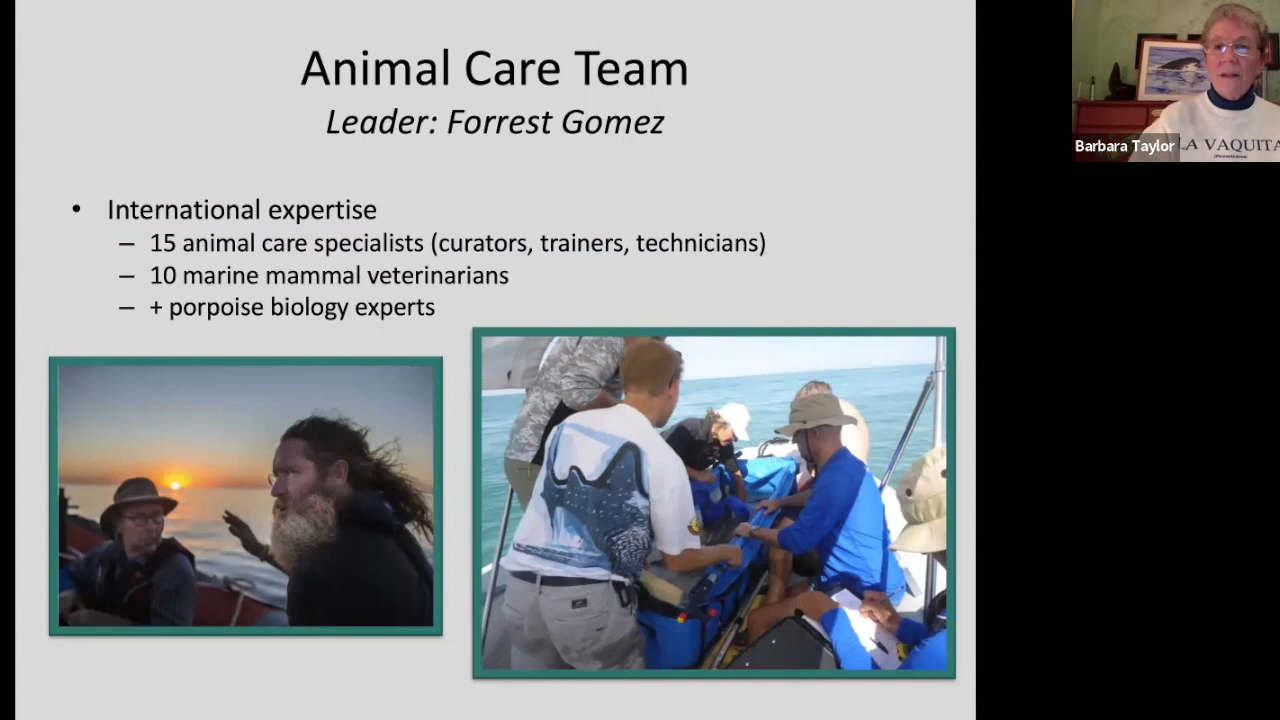 Animal Care Team
Leader: Forrest Gomez
• International expertise
– 15 animal care specialists (curators, trainers, technicians)
– 10 marine mammal veterinarians
– + porpoise biology experts
Barbara Taylor
LA VAQUITA